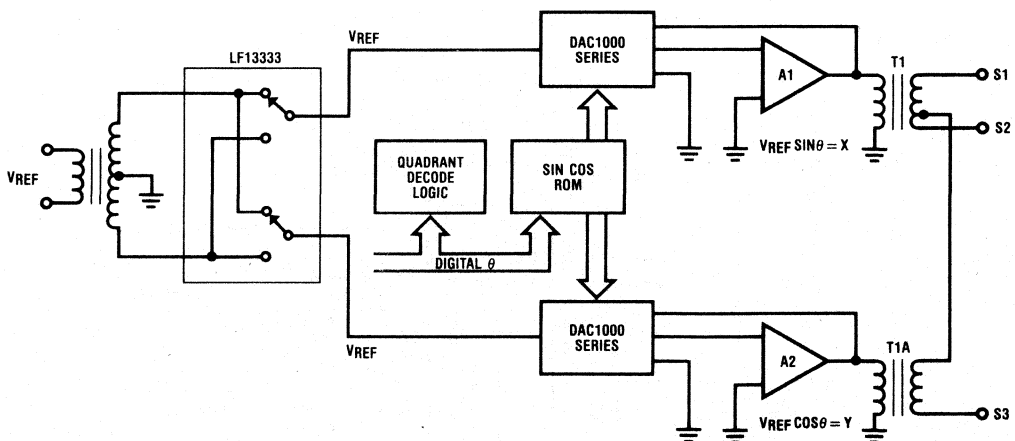 LF13333
VREF
DAC1000
SERIES
A1
T1
S1
S2
VREF SINθ = X
VREF
QUADRANT
DECODE
LOGIC
SIN COS
ROM
DIGITAL θ
VREF
DAC1000
SERIES
A2
T1A
S3
VREF COSθ = Y